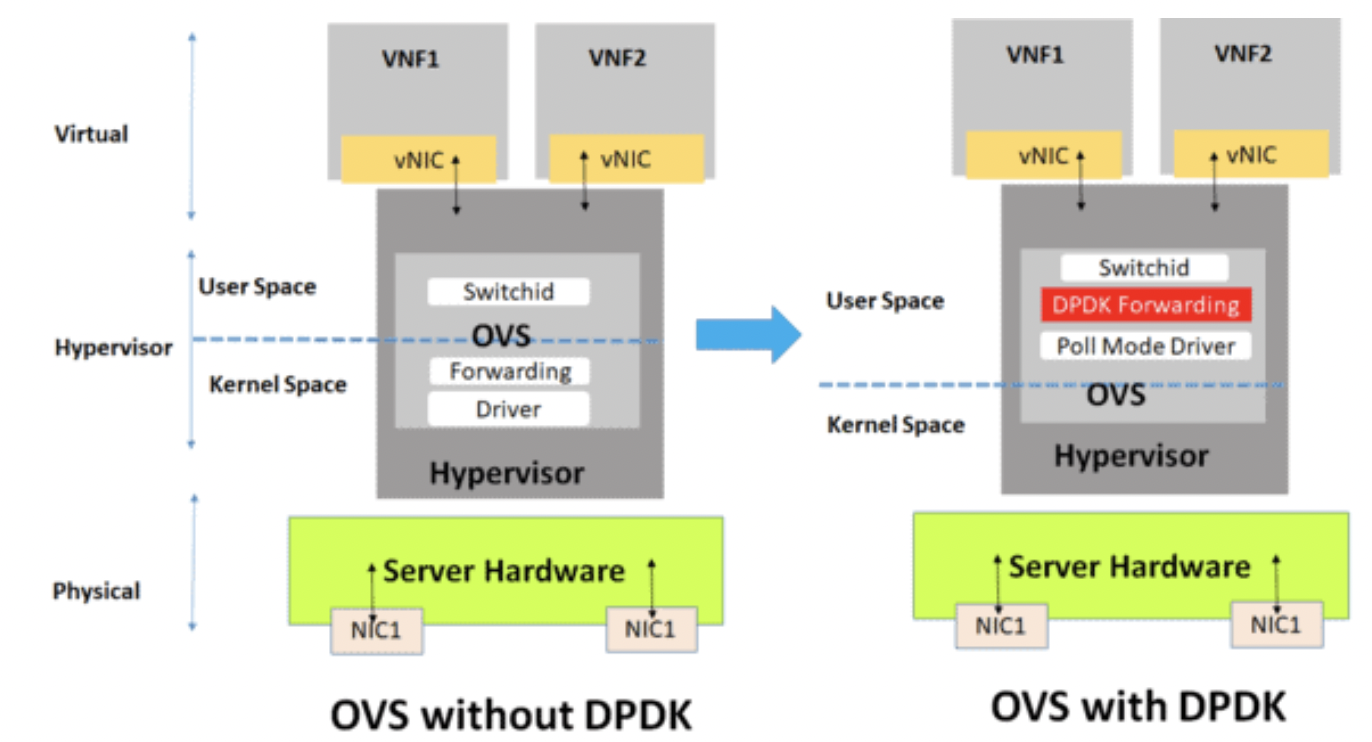 VNF1
VNF2
vNIC
vNIC
Virtual
User Space
Hypervisor
Kernel Space
Switchid
OVS
Forwarding
Driver
Hypervisor
Physical
Server Hardware
NIC1
NIC1
OVS without DPDK
VNF1
VNF2
vNIC
vNIC
User Space
Kernel Space
Switchid
DPDK Forwarding
Poll Mode Driver
OVS
Hypervisor
Server Hardware
NIC1
NIC1
OVS with DPDK